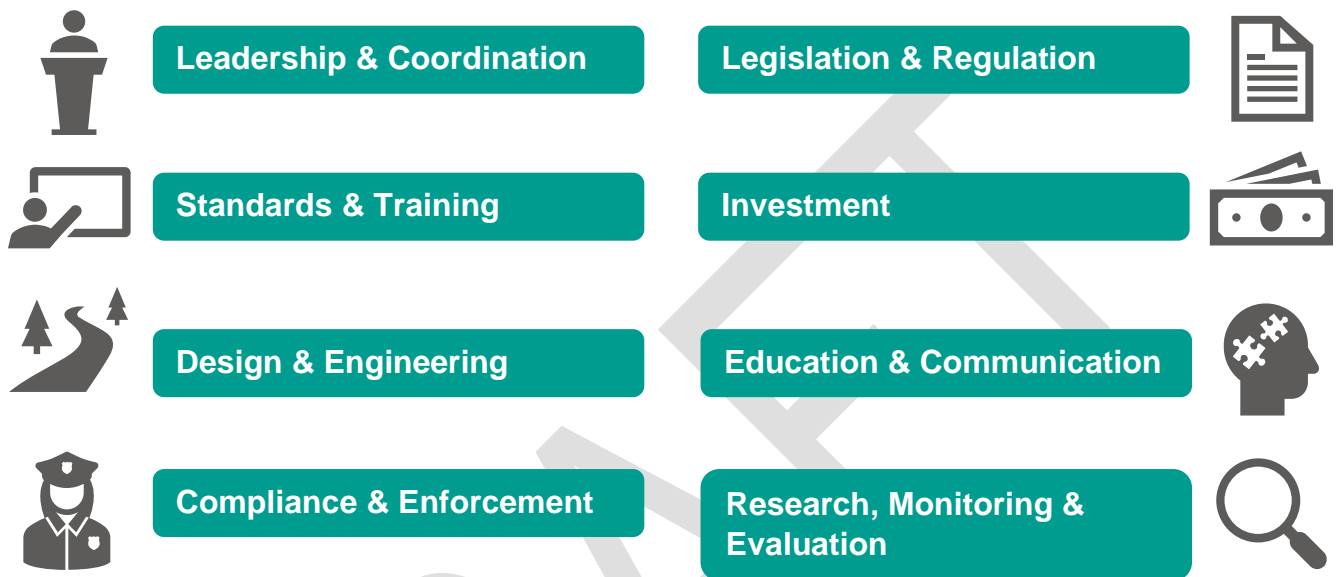 Leadership & Coordination
Legislation & Regulation
Standards & Training
Investment
Design & Engineering
Education & Communication
Compliance & Enforcement
Research, Monitoring &
Evaluation